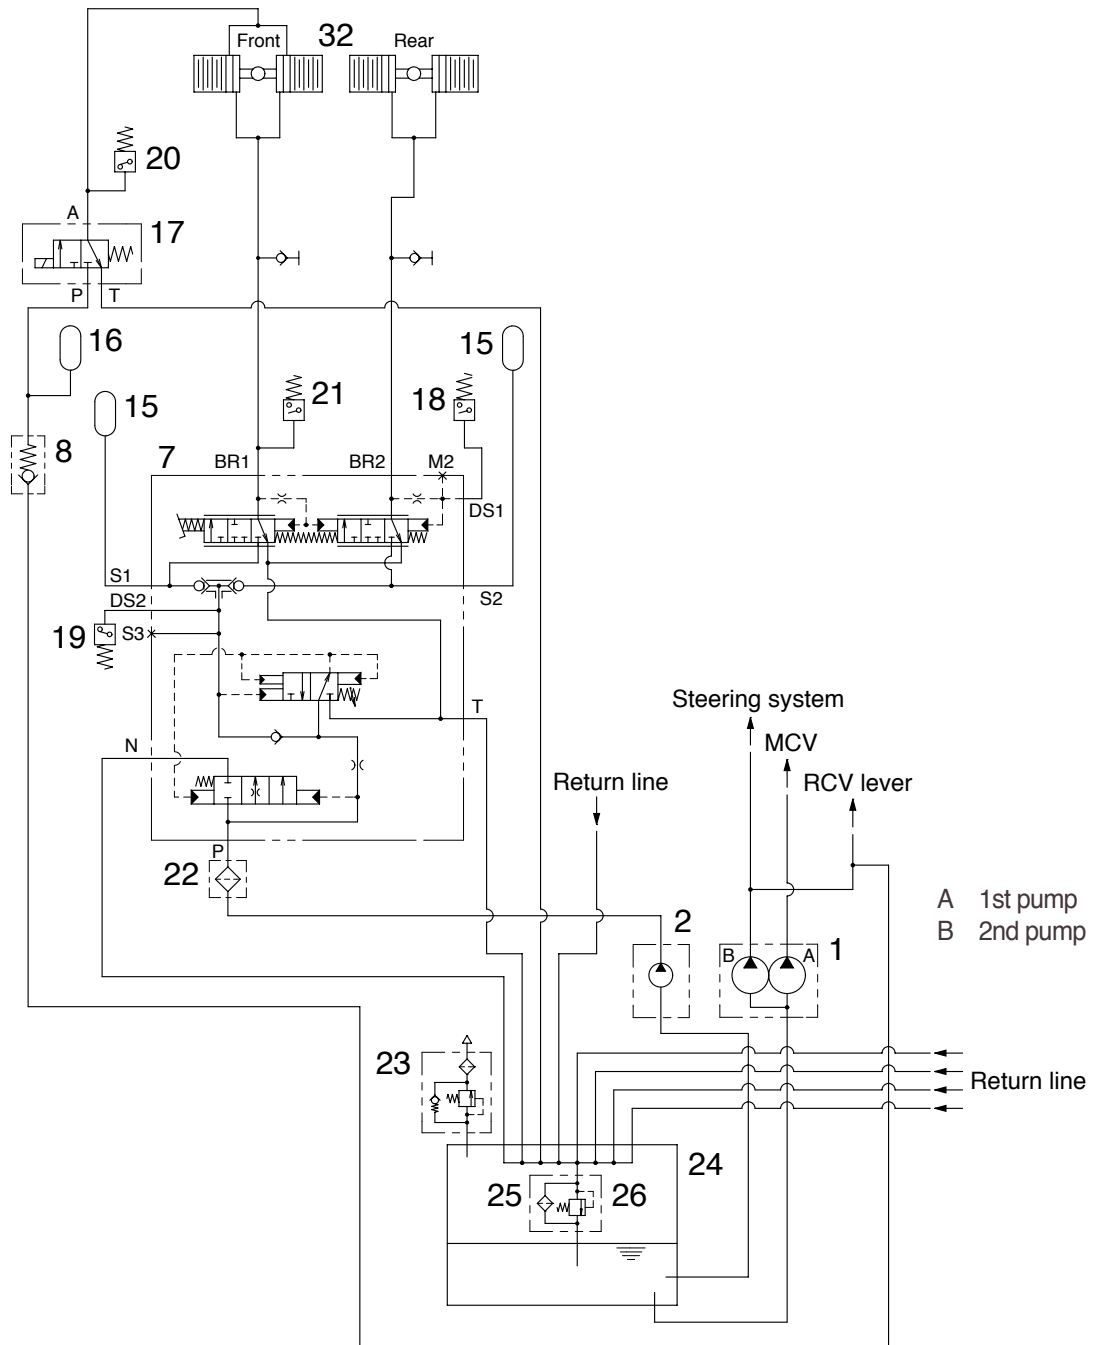 Front 32 Rear
20
A
17
P T
16
15
15
21
18
8
7
BR1 BR2 M2
DS1
S1
S2
DS2
19 S3
T
N
Steering system
MCV
Return line
RCV lever
P
22
2
B A 1
A 1st pump
B 2nd pump
23
Return line
24
25 26